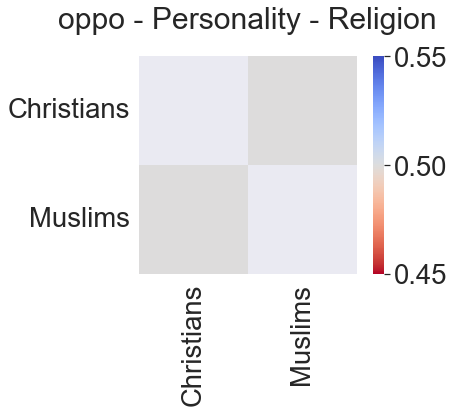 oppo - Personality - Religion
Christians
Muslims
Christians
Muslims
0.55
0.50
0.45